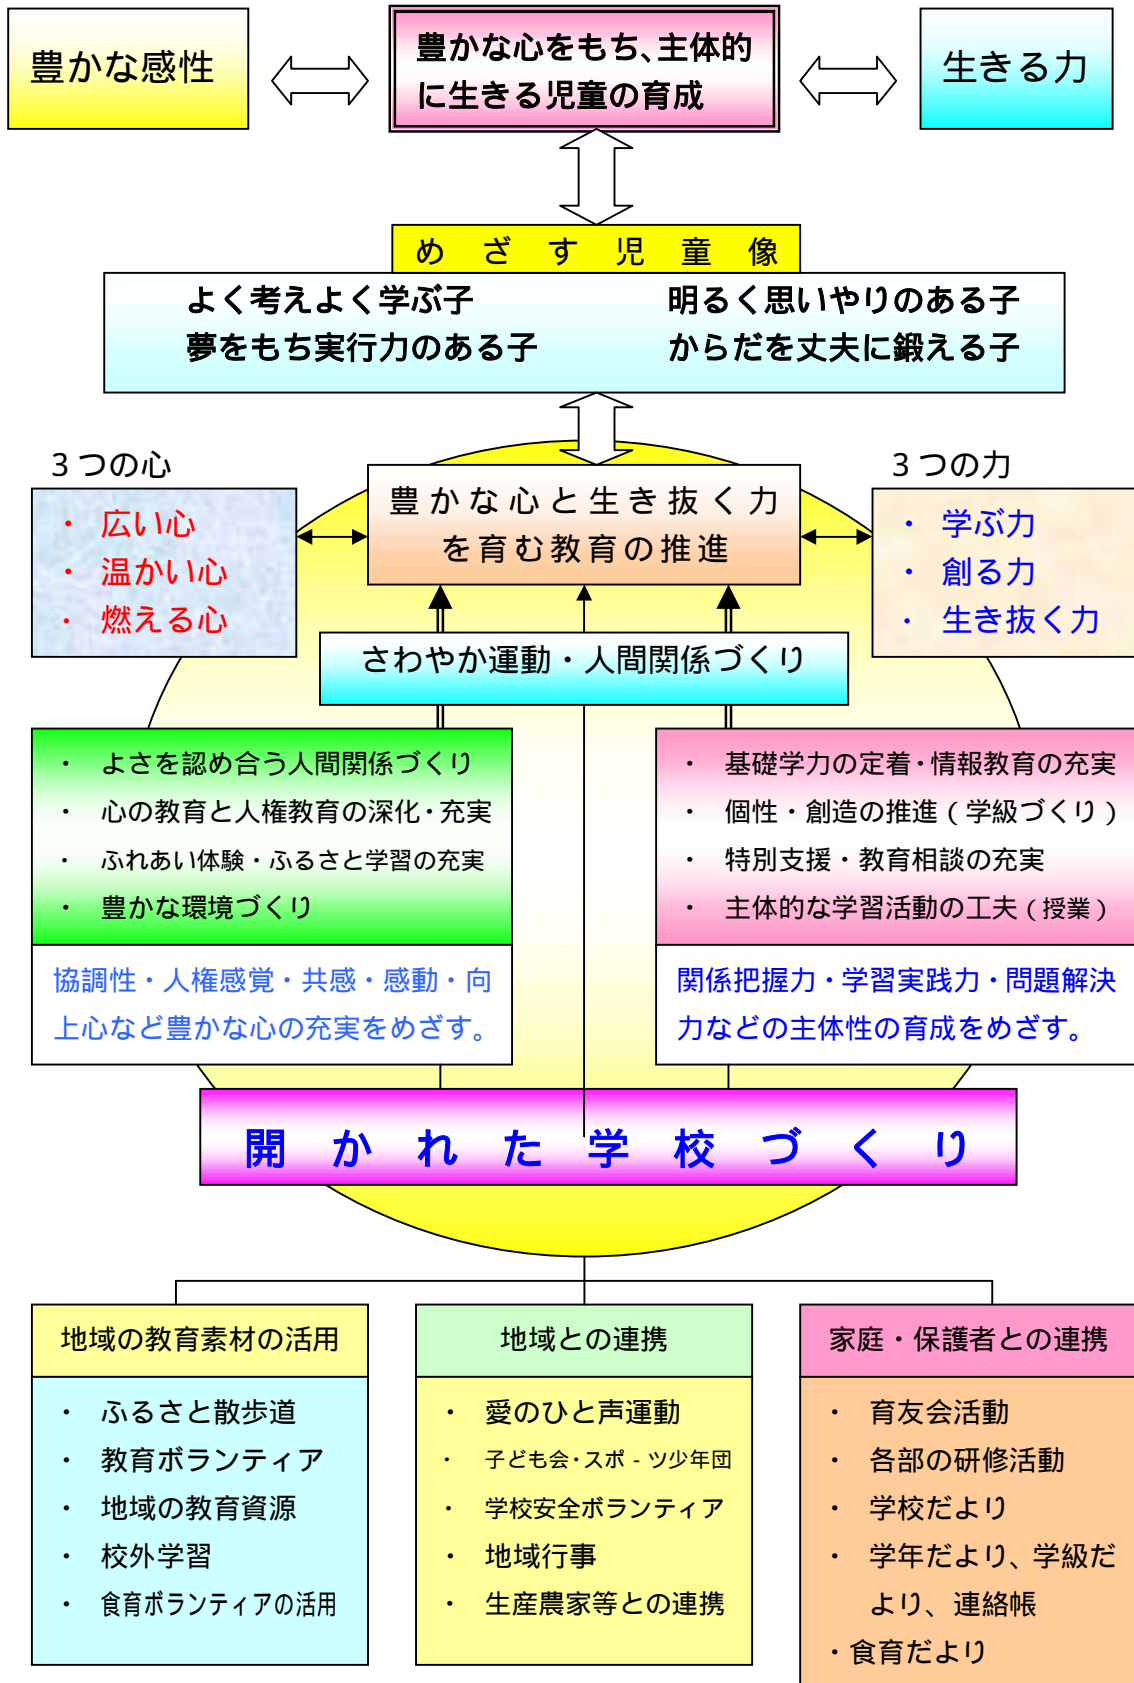 豊かな感性
豊かな心をもち、主体的
に生きる児童の育成
生きる力
めざす児童像
よく考えよく学ぶ子
明るく思いやりのある子
夢をもち実行力のある子
からだを丈夫に鍛える子
3つの心
・ 広い心
・ 温かい心
・ 燃える心
豊かな心と生き抜く力
を育む教育の推進
3つの力
・ 学ぶ力
・ 創る力
・ 生き抜く力
さわやか運動・人間関係づくり
・ よさを認め合う人間関係づくり
・ 心の教育と人権教育の深化・充実
・ ふれあい体験・ふるさと学習の充実
・ 豊かな環境づくり
協調性・人権感覚・共感・感動・向
上心など豊かな心の充実をめざす。
・ 基礎学力の定着・情報教育の充実
・ 個性・創造の推進(学級づくり)
・ 特別支援・教育相談の充実
・ 主体的な学習活動の工夫(授業)
関係把握力・学習実践力・問題解決
力などの主体性の育成をめざす。
開かれた学校づくり
地域の教育素材の活用
・ ふるさと散歩道
・ 教育ボランティア
・ 地域の教育資源
・ 校外学習
・ 食育ボランティアの活用
地域との連携
・ 愛のひと声運動
・ 子ども会・スポ-ツ少年団
・ 学校安全ボランティア
・ 地域行事
・ 生産農家等との連携
家庭・保護者との連携
・ 育友会活動
・ 各部の研修活動
・ 学校だより
・ 学年だより、学級だ
より、連絡帳
・食育だより